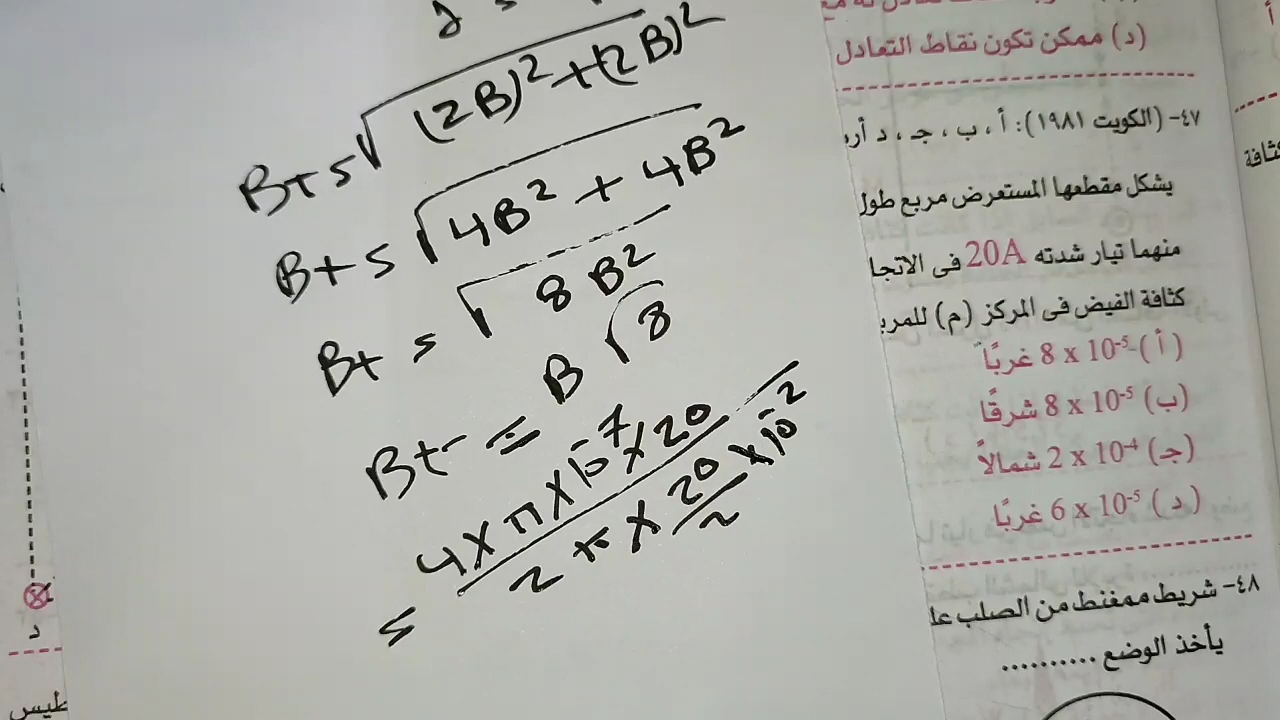 Bt = √(2B)² + (2B)²
Bt = √4B² + 4B²
Bt = √8B²
Bt = B √8
= 4 × π × 10⁻⁷ × 20 / 2π × 20/2 × 10⁻²
(د) ممكن تكون نقاط التعادل
٤٧- (الكويت ١٩٨١): أ ، ب ، جـ ، د
يشكل مقطعها المستعرض مربع طول
منهما تيار شدته 20A فى الاتجا
كثافة الفيض فى المركز (م) للمرب
(أ) 8 x 10⁻⁵ غربًا
(ب) 8 x 10⁻⁵ شرقًا
(جـ) 2 x 10⁻⁴ شمالاً
(د) 6 x 10⁻⁵ غربًا
٤٨- شريط ممغنط من الصلب
يأخذ الوضع ..........
كثافة
د
طيس